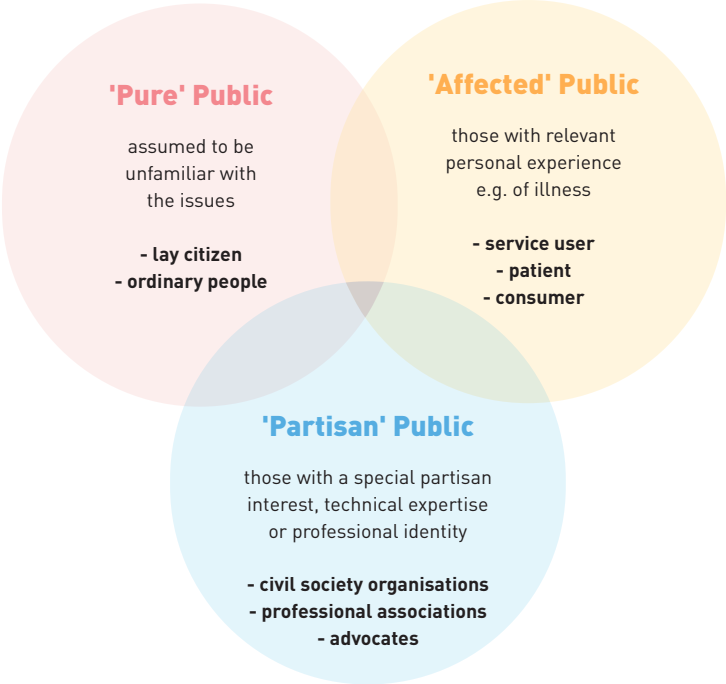 'Pure' Public
assumed to be
unfamiliar with
the issues
- lay citizen
- ordinary people
'Affected' Public
those with relevant
personal experience
e.g. of illness
- service user
- patient
- consumer
'Partisan' Public
those with a special partisan
interest, technical expertise
or professional identity
- civil society organisations
- professional associations
- advocates